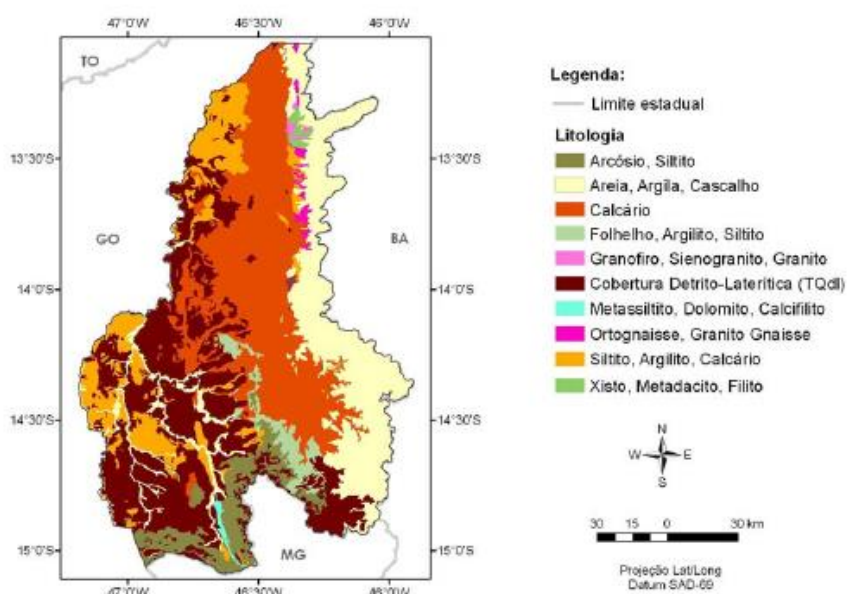 47°0'W 46°30'W 46°0'W
TO
13°30'S 13°30'S
GO
BA
14°0'S 14°0'S
14°30'S 14°30'S
15°0'S 15°0'S
MG
47°0'W 46°30'W 46°0'W
Legenda:
Limite estadual
Litologia
Arcósio, Siltito
Areia, Argila, Cascalho
Calcário
Folhelho, Argilito, Siltito
Granofiro, Sienogranito, Granito
Cobertura Detrito-Laterítica (TQdl)
Metassiltito, Dolomito, Calcifilito
Ortognaisse, Granito Gnaisse
Siltito, Argilito, Calcário
Xisto, Metadacito, Filito
N
W E
S
30 15 0 30 km
Projeção Lat/Long
Datum SAD-69